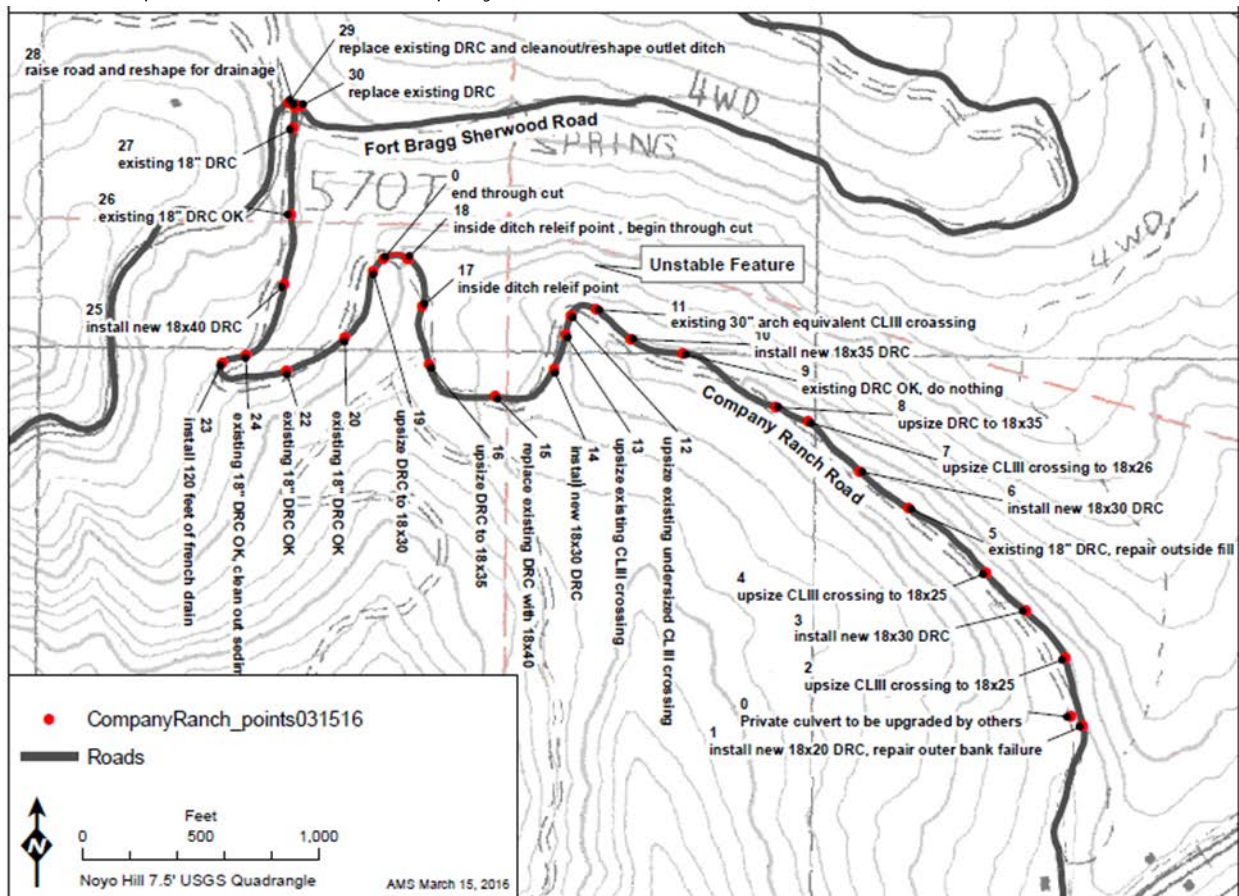 29
replace existing DRC and cleanout/reshape outlet ditch
28
raise road and reshape for drainage
30
replace existing DRC
4WD
Fort Bragg Sherwood Road
SPRING
27
existing 18" DRC
570T
0
end through cut
18
inside ditch releif point , begin through cut
26
existing 18" DRC OK
4WD
Unstable Feature
17
inside ditch releif point
25
install new 18x40 DRC
11
existing 30" arch equivalent CLIII croassing
10
install new 18x35 DRC
9
existing DRC OK, do nothing
8
upsize DRC to 18x35
Company Ranch Road
7
upsize CLIII crossing to 18x26
6
install new 18x30 DRC
5
existing 18" DRC, repair outside fill
23
install 120 feet of french drain
24
existing 18" DRC OK, clean out sedim
22
existing 18" DRC OK
20
existing 18" DRC OK
19
upsize DRC to 18x30
16
upsize DRC to 18x35
15
replace existing DRC with 18x40
14
install new 18x30 DRC
13
upsize existing CLIII crossing
12
upsize existing undersized CLIII crossing
4
upsize CLIII crossing to 18x25
3
install new 18x30 DRC
2
upsize CLIII crossing to 18x25
0
Private culvert to be upgraded by others
1
install new 18x20 DRC, repair outer bank failure
CompanyRanch_points031516
Roads
N
Feet
0 500 1,000
Noyo Hill 7.5' USGS Quadrangle
AMS March 15, 2016